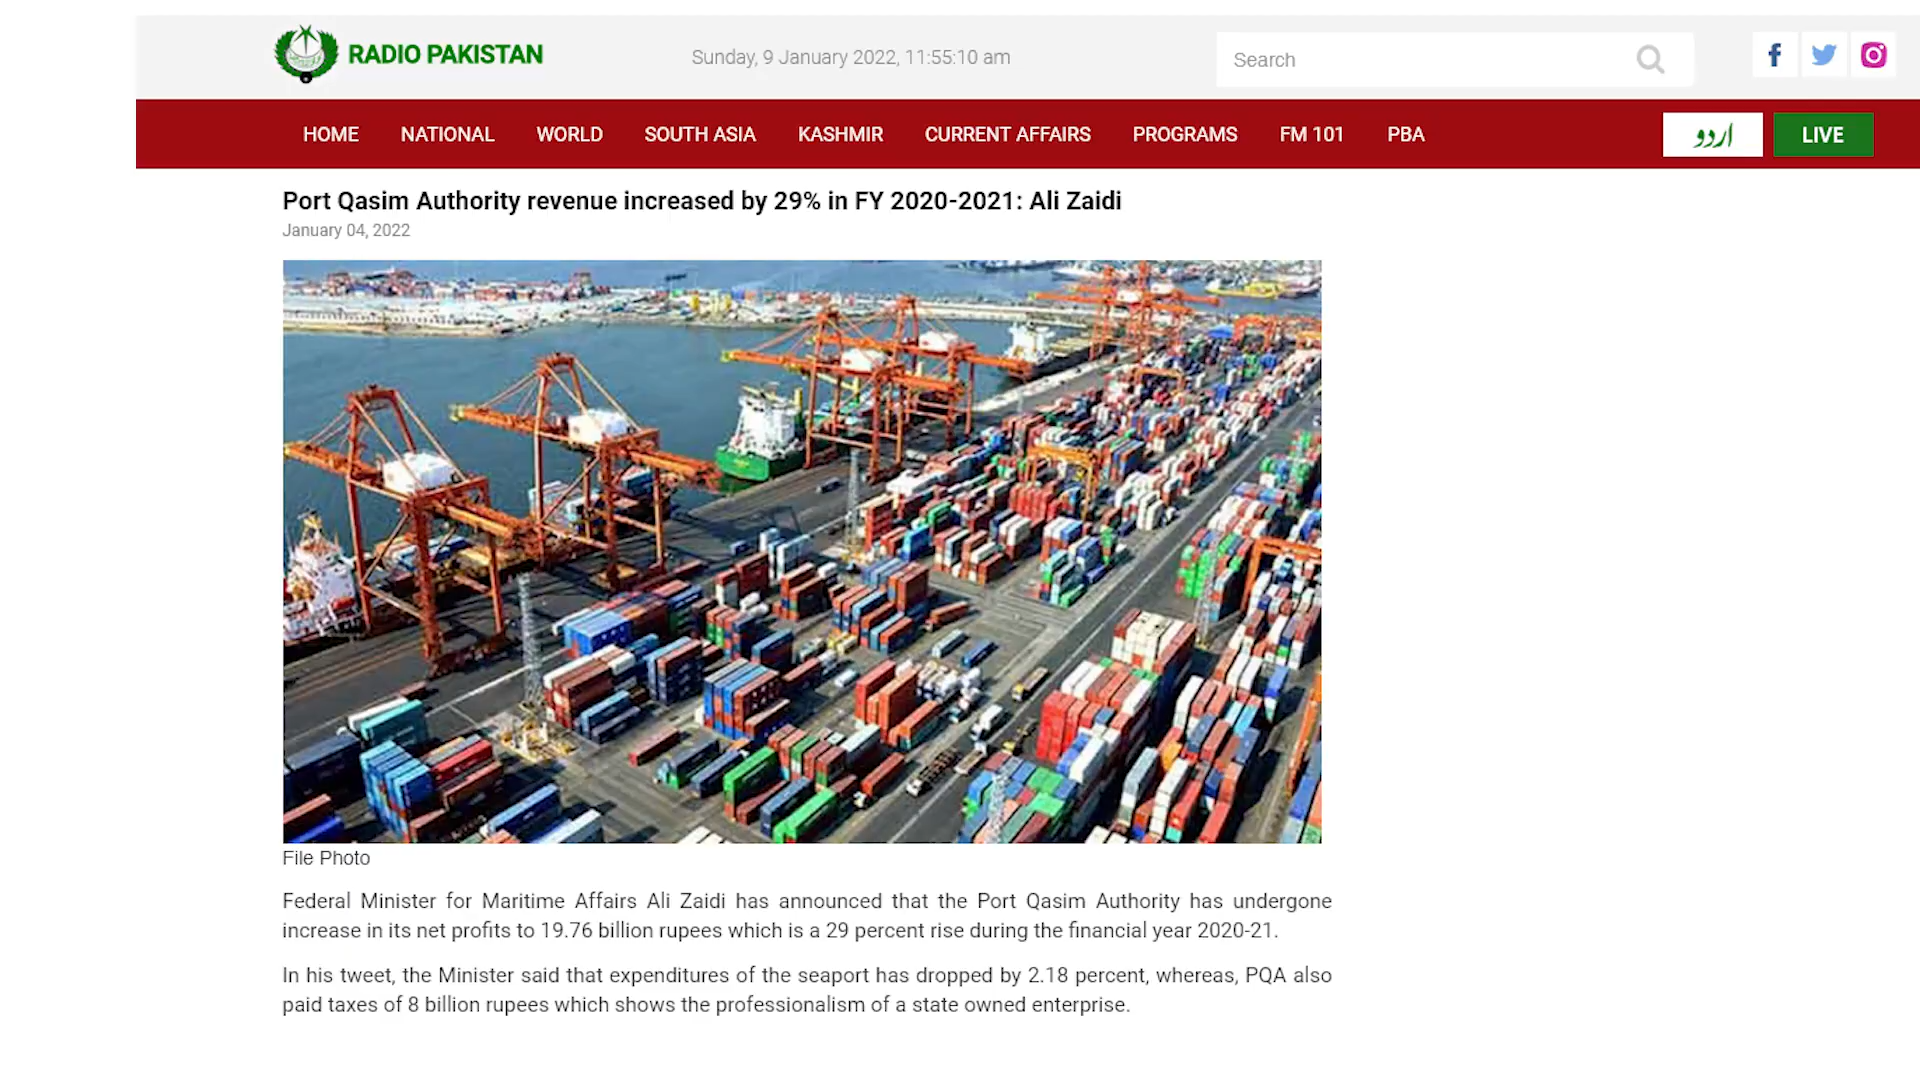 RADIO PAKISTAN
Sunday, 9 January 2022, 11:55:10 am
Search
HOME NATIONAL WORLD SOUTH ASIA KASHMIR CURRENT AFFAIRS PROGRAMS FM 101 PBA
اردو
LIVE
Port Qasim Authority revenue increased by 29% in FY 2020-2021: Ali Zaidi
January 04, 2022
File Photo
Federal Minister for Maritime Affairs Ali Zaidi has announced that the Port Qasim Authority has undergone
increase in its net profits to 19.76 billion rupees which is a 29 percent rise during the financial year 2020-21.
In his tweet, the Minister said that expenditures of the seaport has dropped by 2.18 percent, whereas, PQA also
paid taxes of 8 billion rupees which shows the professionalism of a state owned enterprise.